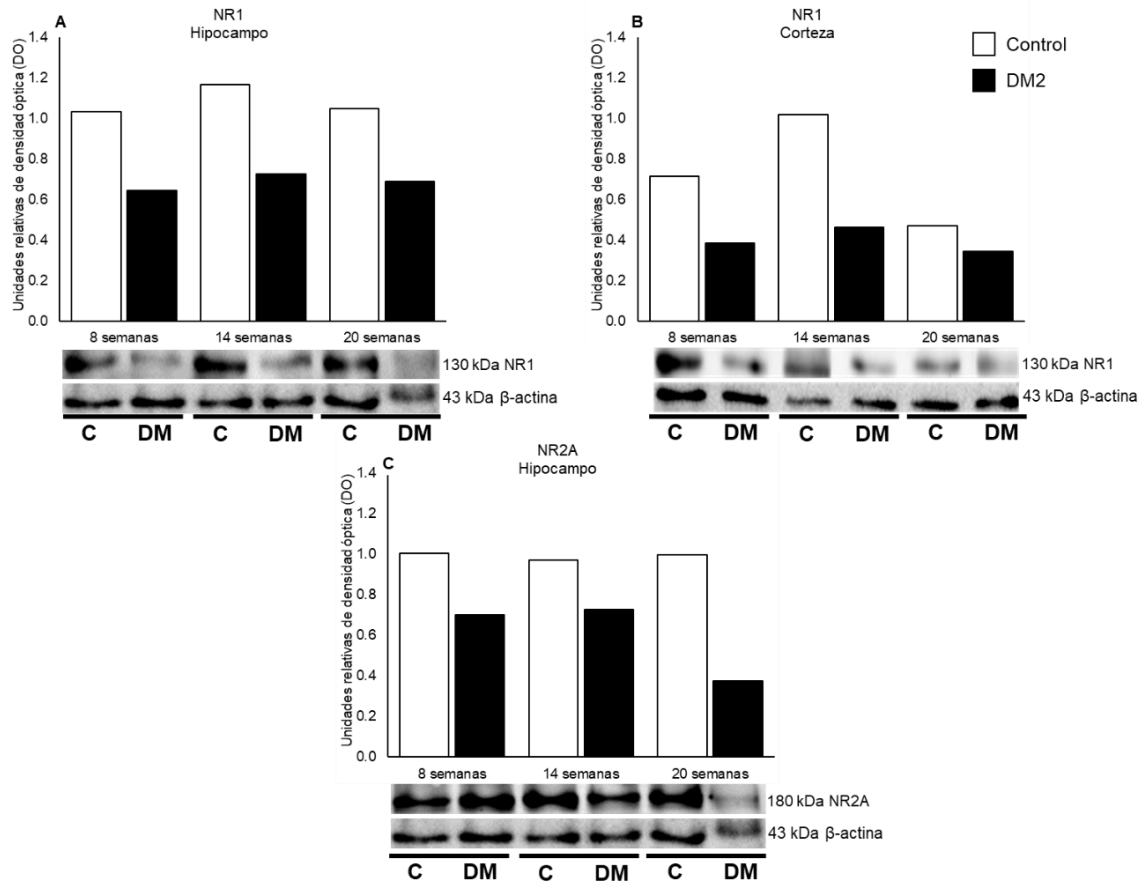 A
NR1
Hipocampo
Unidades relativas de densidad óptica (DO)
1.4
1.2
1.0
0.8
0.6
0.4
0.2
0.0
8 semanas
14 semanas
20 semanas
130 kDa NR1
43 kDa β-actina
C DM C DM C DM
B
NR1
Corteza
Control
DM2
Unidades relativas de densidad óptica (DO)
1.4
1.2
1.0
0.8
0.6
0.4
0.2
0.0
8 semanas
14 semanas
20 semanas
130 kDa NR1
43 kDa β-actina
C DM C DM C DM
C
NR2A
Hipocampo
Unidades relativas de densidad óptica (DO)
1.4
1.2
1.0
0.8
0.6
0.4
0.2
0.0
8 semanas
14 semanas
20 semanas
180 kDa NR2A
43 kDa β-actina
C DM C DM C DM